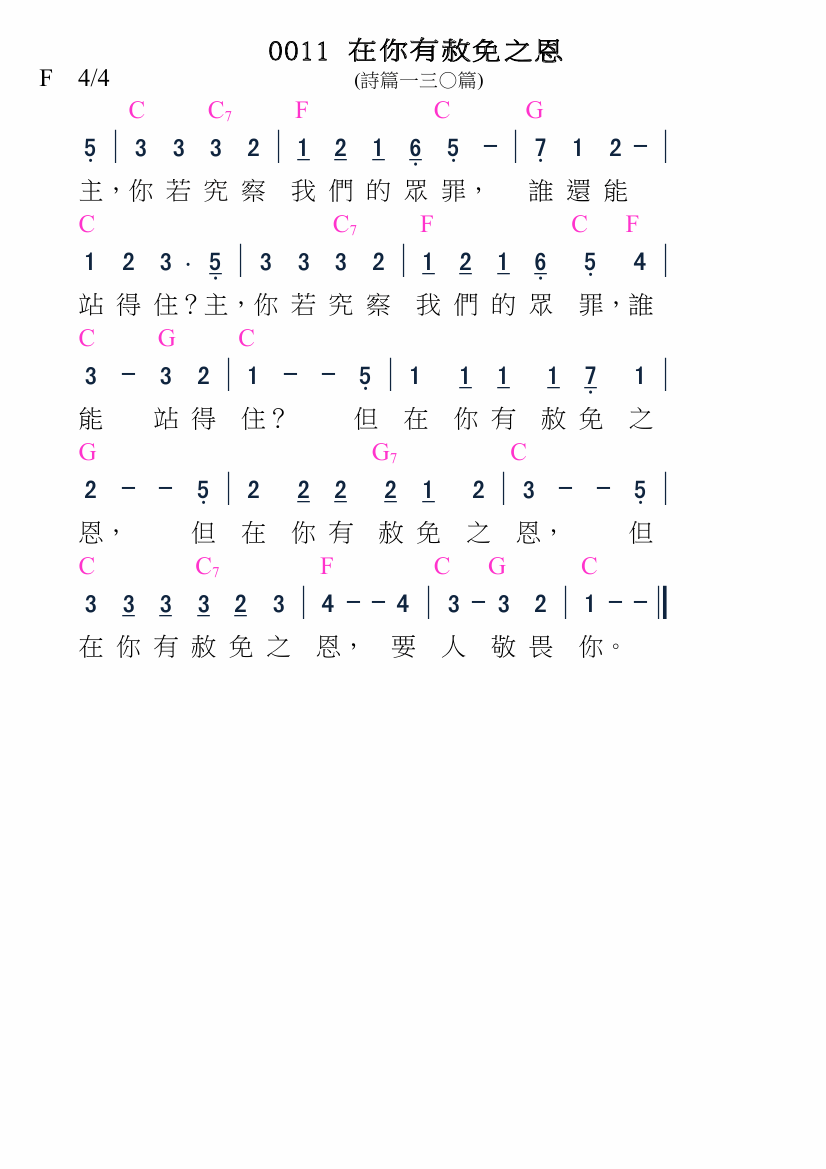 0011 在你有赦免之恩
F 4/4 (詩篇一三〇篇)
C C7 F C G
5̣ | 3 3 3 2 | 1̲ 2̲ 1̲ 6̣̲ 5̣ - | 7̣ 1 2 - |
主，你若究察 我們的眾罪， 誰還能
C C7 F C F
1 2 3 · 5̣̲ | 3 3 3 2 | 1̲ 2̲ 1̲ 6̣̲ 5̣ 4 |
站得住？主，你若究察 我們的眾 罪，誰
C G C
3 - 3 2 | 1 - - 5̣ | 1 1̲ 1̲ 1̲ 7̣̲ 1 |
能 站得 住？ 但 在 你有 赦免 之
G G7 C
2 - - 5̣ | 2 2̲ 2̲ 2̲ 1̲ 2 | 3 - - 5̣ |
恩， 但 在 你有 赦免 之 恩， 但
C C7 F C G C
3 3̲ 3̲ 3̲ 2̲ 3 | 4 - - 4 | 3 - 3 2 | 1 - - ‖
在你有赦免之 恩， 要 人 敬畏 你。